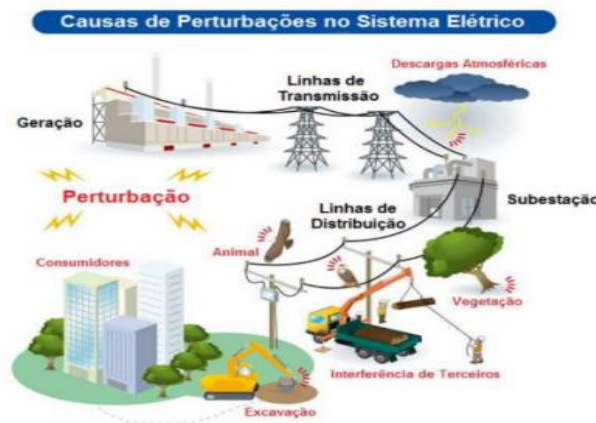 Causas de Perturbações no Sistema Elétrico
Descargas Atmosféricas
Linhas de
Transmissão
Geração
Perturbação
Subestação
Linhas de
Distribuição
Animal
Consumidores
Vegetação
Interferência de Terceiros
Excavação